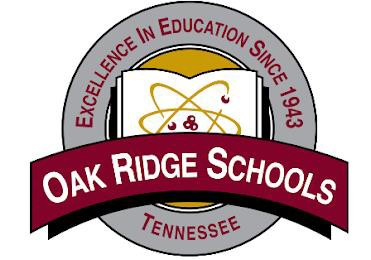 EXCELLENCE IN EDUCATION SINCE 1943
OAK RIDGE SCHOOLS
TENNESSEE